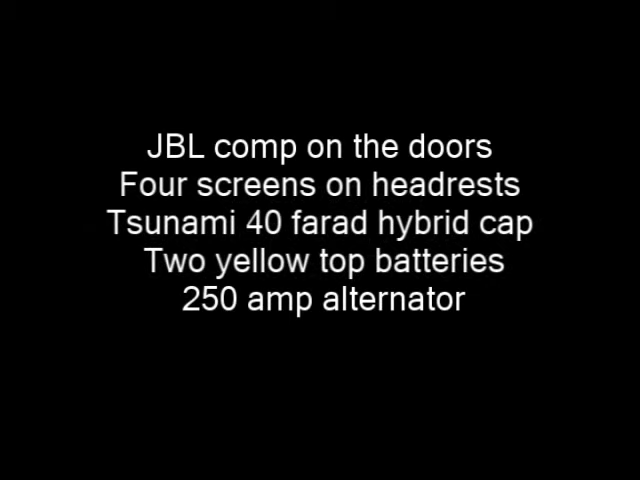 JBL comp on the doors
Four screens on headrests
Tsunami 40 farad hybrid cap
Two yellow top batteries
250 amp alternator